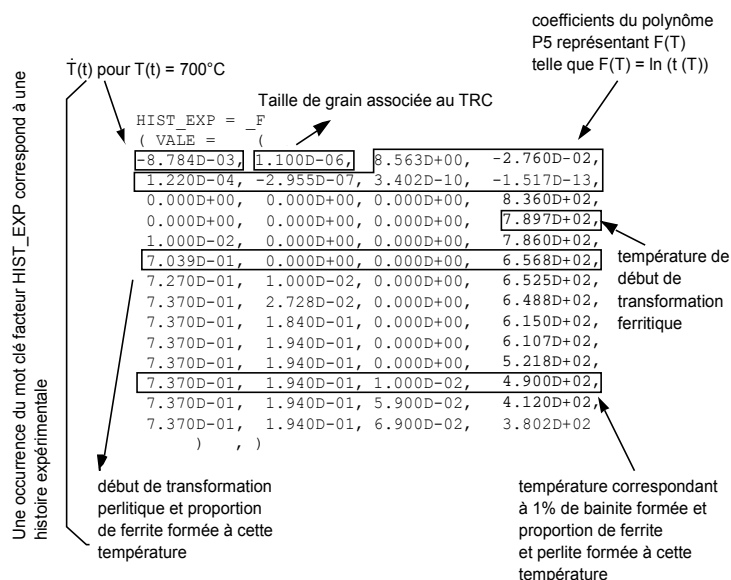 coefficients du polynôme
P5 représentant F(T)
telle que F(T) = ln (t (T))
Ṫ(t) pour T(t) = 700°C
Taille de grain associée au TRC
Une occurrence du mot clé facteur HIST_EXP correspond à une
histoire expérimentale
HIST_EXP = _F
( VALE = (
-8.784D-03, 1.100D-06, 8.563D+00, -2.760D-02,
1.220D-04, -2.955D-07, 3.402D-10, -1.517D-13,
0.000D+00, 0.000D+00, 0.000D+00, 8.360D+02,
0.000D+00, 0.000D+00, 0.000D+00, 7.897D+02,
1.000D-02, 0.000D+00, 0.000D+00, 7.860D+02,
7.039D-01, 0.000D+00, 0.000D+00, 6.568D+02,
7.270D-01, 1.000D-02, 0.000D+00, 6.525D+02,
7.370D-01, 2.728D-02, 0.000D+00, 6.488D+02,
7.370D-01, 1.840D-01, 0.000D+00, 6.150D+02,
7.370D-01, 1.940D-01, 0.000D+00, 6.107D+02,
7.370D-01, 1.940D-01, 0.000D+00, 5.218D+02,
7.370D-01, 1.940D-01, 1.000D-02, 4.900D+02,
7.370D-01, 1.940D-01, 5.900D-02, 4.120D+02,
7.370D-01, 1.940D-01, 6.900D-02, 3.802D+02
) , )
température de
début de
transformation
ferritique
début de transformation
perlitique et proportion
de ferrite formée à cette
température
température correspondant
à 1% de bainite formée et
proportion de ferrite
et perlite formée à cette
température